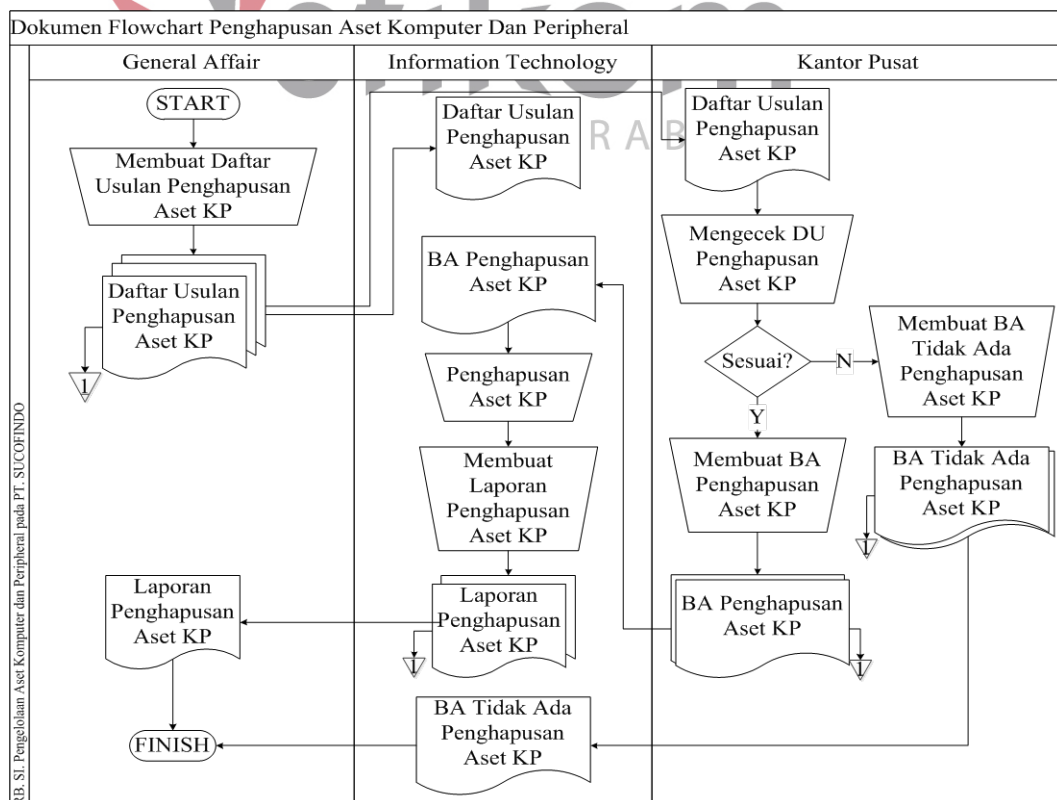 Dokumen Flowchart Penghapusan Aset Komputer Dan Peripheral
General Affair
Information Technology
Kantor Pusat
START
Membuat Daftar
Usulan Penghapusan
Aset KP
Daftar Usulan
Penghapusan
Aset KP
1
Laporan
Penghapusan
Aset KP
FINISH
Daftar Usulan
Penghapusan
Aset KP
BA Penghapusan
Aset KP
Penghapusan
Aset KP
Membuat
Laporan
Penghapusan
Aset KP
Laporan
Penghapusan
Aset KP
1
BA Tidak Ada
Penghapusan
Aset KP
Daftar Usulan
Penghapusan
Aset KP
Mengecek DU
Penghapusan
Aset KP
Sesuai?
N
Y
Membuat BA
Penghapusan
Aset KP
BA Penghapusan
Aset KP
1
Membuat BA
Tidak Ada
Penghapusan
Aset KP
BA Tidak Ada
Penghapusan
Aset KP
1
RB. SI. Pengelolaan Aset Komputer dan Peripheral pada PT. SUCOFINDO